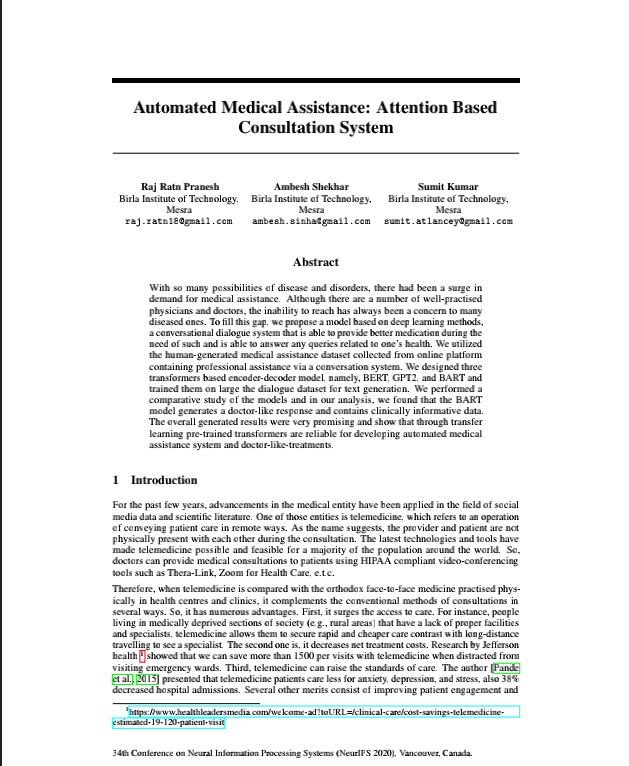 Automated Medical Assistance: Attention Based
Consultation System
Raj Ratn Pranesh
Birla Institute of Technology,
Mesra
raj.ratn18@gmail.com
Ambesh Shekhar
Birla Institute of Technology,
Mesra
ambesh.sinha@gmail.com
Sumit Kumar
Birla Institute of Technology,
Mesra
sumit.atlancey@gmail.com
Abstract
With so many possibilities of disease and disorders, there had been a surge in
demand for medical assistance. Although there are a number of well-practised
physicians and doctors, the inability to reach has always been a concern to many
diseased ones. To fill this gap, we propose a model based on deep learning methods,
a conversational dialogue system that is able to provide better medication during the
need of such and is able to answer any queries related to one's health. We utilized
the human-generated medical assistance dataset collected from online platform
containing professional assistance via a conversation system. We designed three
transformers based encoder-decoder model, namely, BERT, GPT2, and BART and
trained them on large the dialogue dataset for text generation. We performed a
comparative study of the models and in our analysis, we found that the BART
model generates a doctor-like response and contains clinically informative data.
The overall generated results were very promising and show that through transfer
learning pre-trained transformers are reliable for developing automated medical
assistance system and doctor-like-treatments.
1 Introduction
For the past few years, advancements in the medical entity have been applied in the field of social
media data and scientific literature. One of those entities is telemedicine, which refers to an operation
of conveying patient care in remote ways. As the name suggests, the provider and patient are not
physically present with each other during the consultation. The latest technologies and tools have
made telemedicine possible and feasible for a majority of the population around the world. So,
doctors can provide medical consultations to patients using HIPAA compliant video-conferencing
tools such as Thera-Link, Zoom for Health Care, e.t.c.
Therefore, when telemedicine is compared with the orthodox face-to-face medicine practised phys-
ically in health centres and clinics, it complements the conventional methods of consultations in
several ways. So, it has numerous advantages. First, it surges the access to care. For instance, people
living in medically deprived sections of society (e.g., rural areas) that have a lack of proper facilities
and specialists, telemedicine allows them to secure rapid and cheaper care contrast with long-distance
travelling to see a specialist. The second one is, it decreases net treatment costs. Research by Jefferson
health 1 showed that we can save more than 1500 per visits with telemedicine when distracted from
visiting emergency wards. Third, telemedicine can raise the standards of care. The author [Pande
et al., 2015] presented that telemedicine patients care less for anxiety, depression, and stress, also 38%
decreased hospital admissions. Several other merits consist of improving patient engagement and
1https://www.healthleadersmedia.com/welcome-ad?toURL=/clinical-care/cost-savings-telemedicine-
estimated-19-120-patient-visit
34th Conference on Neural Information Processing Systems (NeurIPS 2020), Vancouver, Canada.